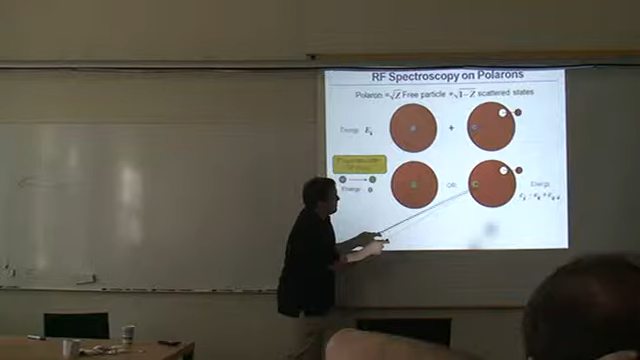 RF Spectroscopy on Polarons
Polaron = √Z Free particle + √1−Z scattered states
Energy: E
+
OR
Energy:
Energy: